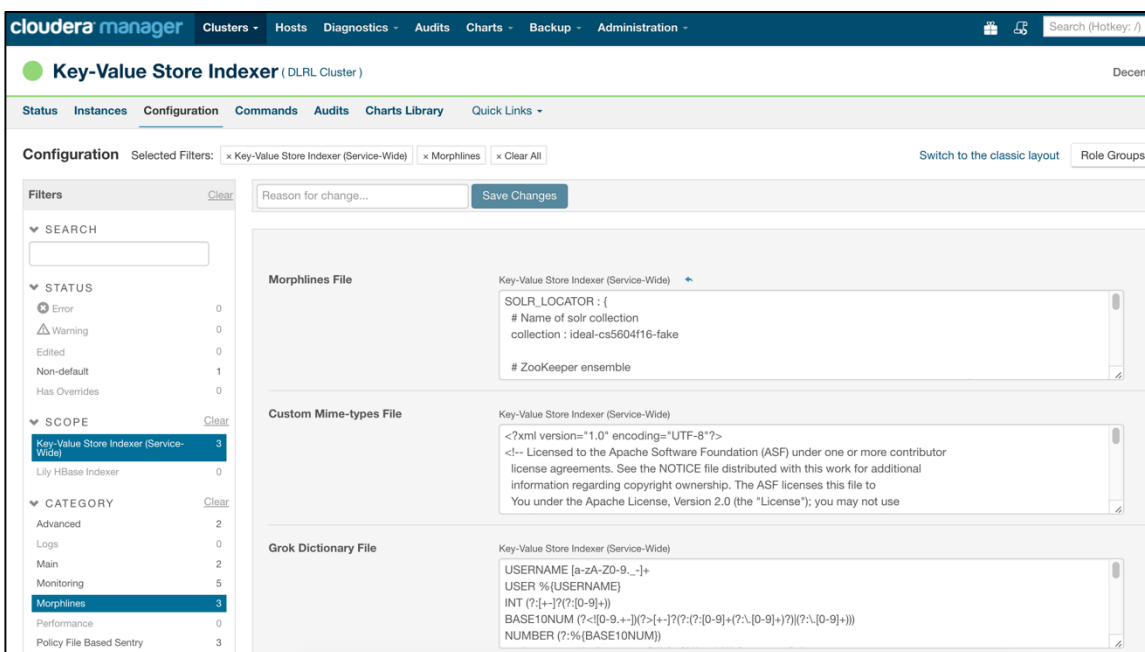 cloudera manager Clusters Hosts Diagnostics Audits Charts Backup Administration Search (Hotkey: /)
Key-Value Store Indexer (DLRL Cluster) Decem
Status Instances Configuration Commands Audits Charts Library Quick Links
Configuration Selected Filters: × Key-Value Store Indexer (Service-Wide) × Morphlines × Clear All Switch to the classic layout Role Groups
Filters Clear
Reason for change... Save Changes
SEARCH
STATUS
Error 0
Warning 0
Edited 0
Non-default 1
Has Overrides 0
SCOPE Clear
Key-Value Store Indexer (Service-
Wide) 3
Lily HBase Indexer 0
CATEGORY Clear
Advanced 2
Logs 0
Main 2
Monitoring 5
Morphlines 3
Performance 0
Policy File Based Sentry 3
Morphlines File Key-Value Store Indexer (Service-Wide)
SOLR_LOCATOR : {
# Name of solr collection
collection : ideal-cs5604f16-fake
# ZooKeeper ensemble
Custom Mime-types File Key-Value Store Indexer (Service-Wide)
<?xml version="1.0" encoding="UTF-8"?>
<!-- Licensed to the Apache Software Foundation (ASF) under one or more contributor
license agreements. See the NOTICE file distributed with this work for additional
information regarding copyright ownership. The ASF licenses this file to
You under the Apache License, Version 2.0 (the "License"); you may not use
Grok Dictionary File Key-Value Store Indexer (Service-Wide)
USERNAME [a-zA-Z0-9._-]+
USER %{USERNAME}
INT (?:[+-]?(?:[0-9]+))
BASE10NUM (?<![0-9.+-])(?>[+-]?(?:(?:[0-9]+(?:\.[0-9]+)?)|(?:\.[0-9]+)))
NUMBER (?:%{BASE10NUM})